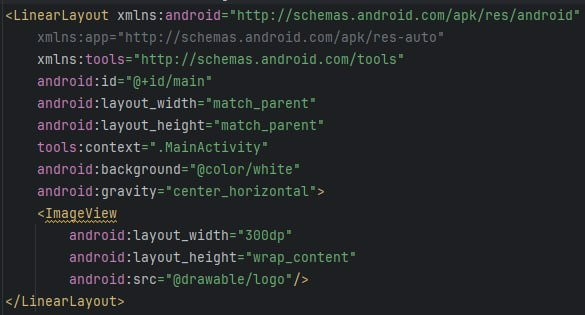 <LinearLayout xmlns:android="http://schemas.android.com/apk/res/android"
    xmlns:app="http://schemas.android.com/apk/res-auto"
    xmlns:tools="http://schemas.android.com/tools"
    android:id="@+id/main"
    android:layout_width="match_parent"
    android:layout_height="match_parent"
    tools:context=".MainActivity"
    android:background="@color/white"
    android:gravity="center_horizontal">
    <ImageView
        android:layout_width="300dp"
        android:layout_height="wrap_content"
        android:src="@drawable/logo"/>
</LinearLayout>